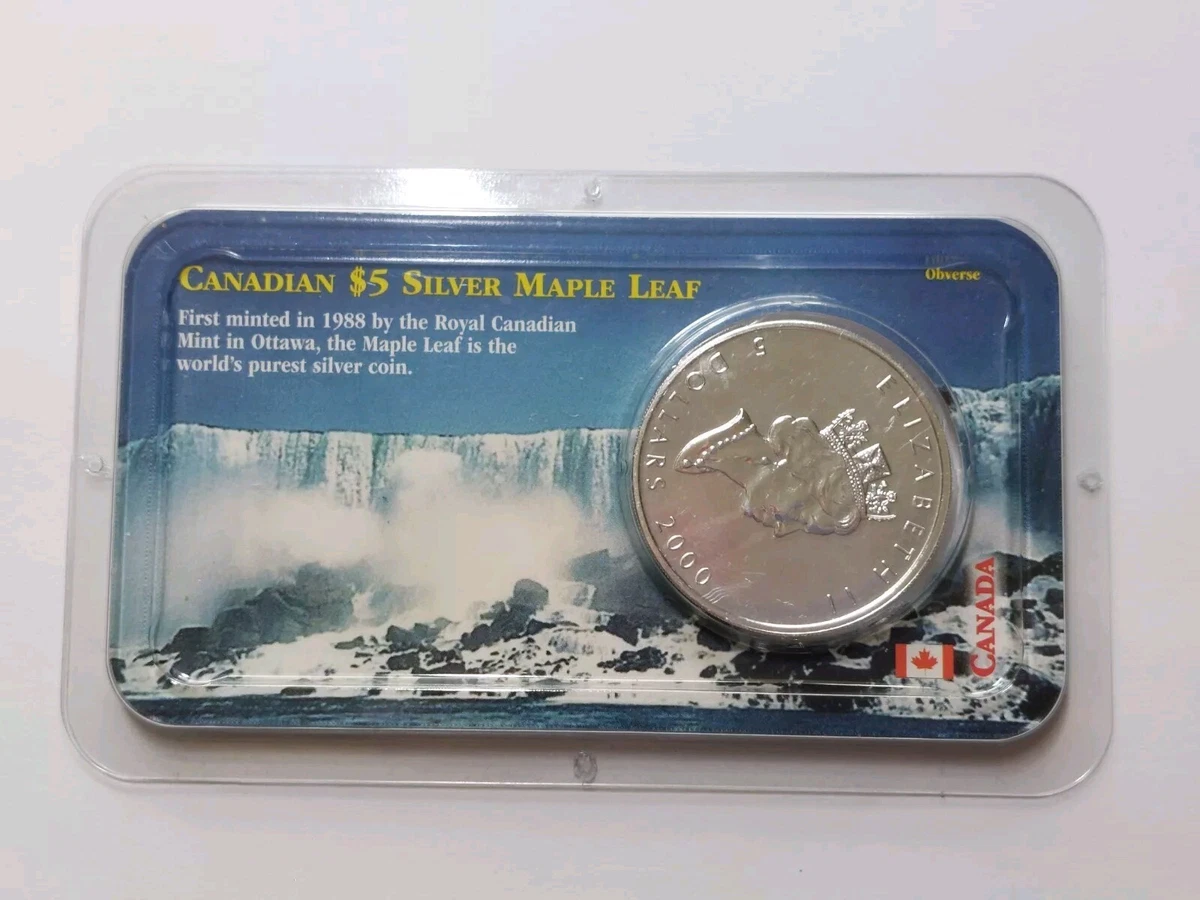 CANADIAN $5 SILVER MAPLE LEAF
Obverse
First minted in 1988 by the Royal Canadian
Mint in Ottawa, the Maple Leaf is the
world's purest silver coin.
ELIZABETH II
5 DOLLARS 2000
CANADA